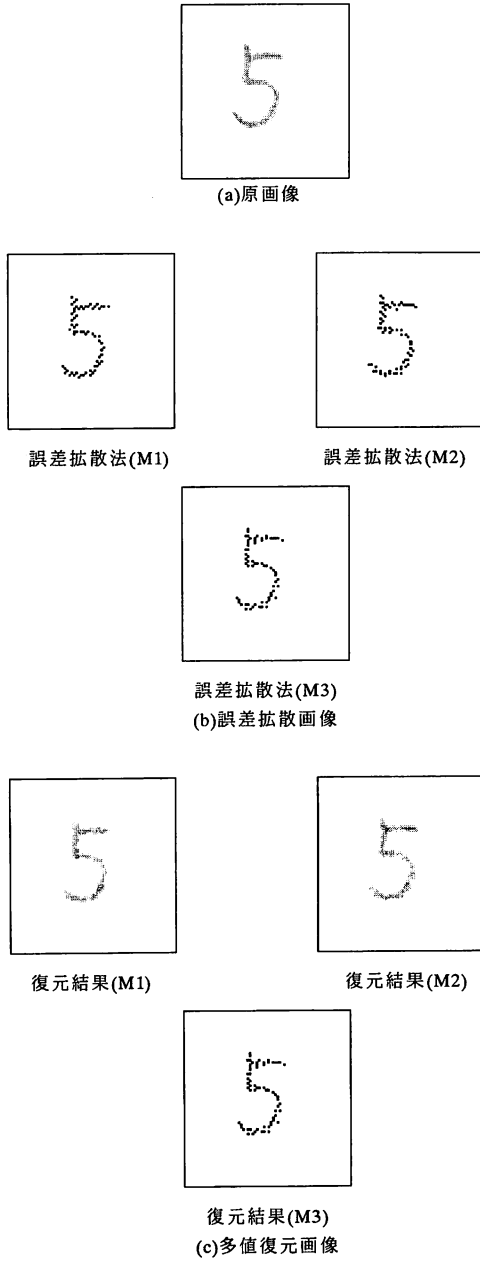 5
(a)原画像
5
5
誤差拡散法(M1)
誤差拡散法(M2)
5
誤差拡散法(M3)
(b)誤差拡散画像
5
5
復元結果(M1)
復元結果(M2)
5
復元結果(M3)
(c)多値復元画像